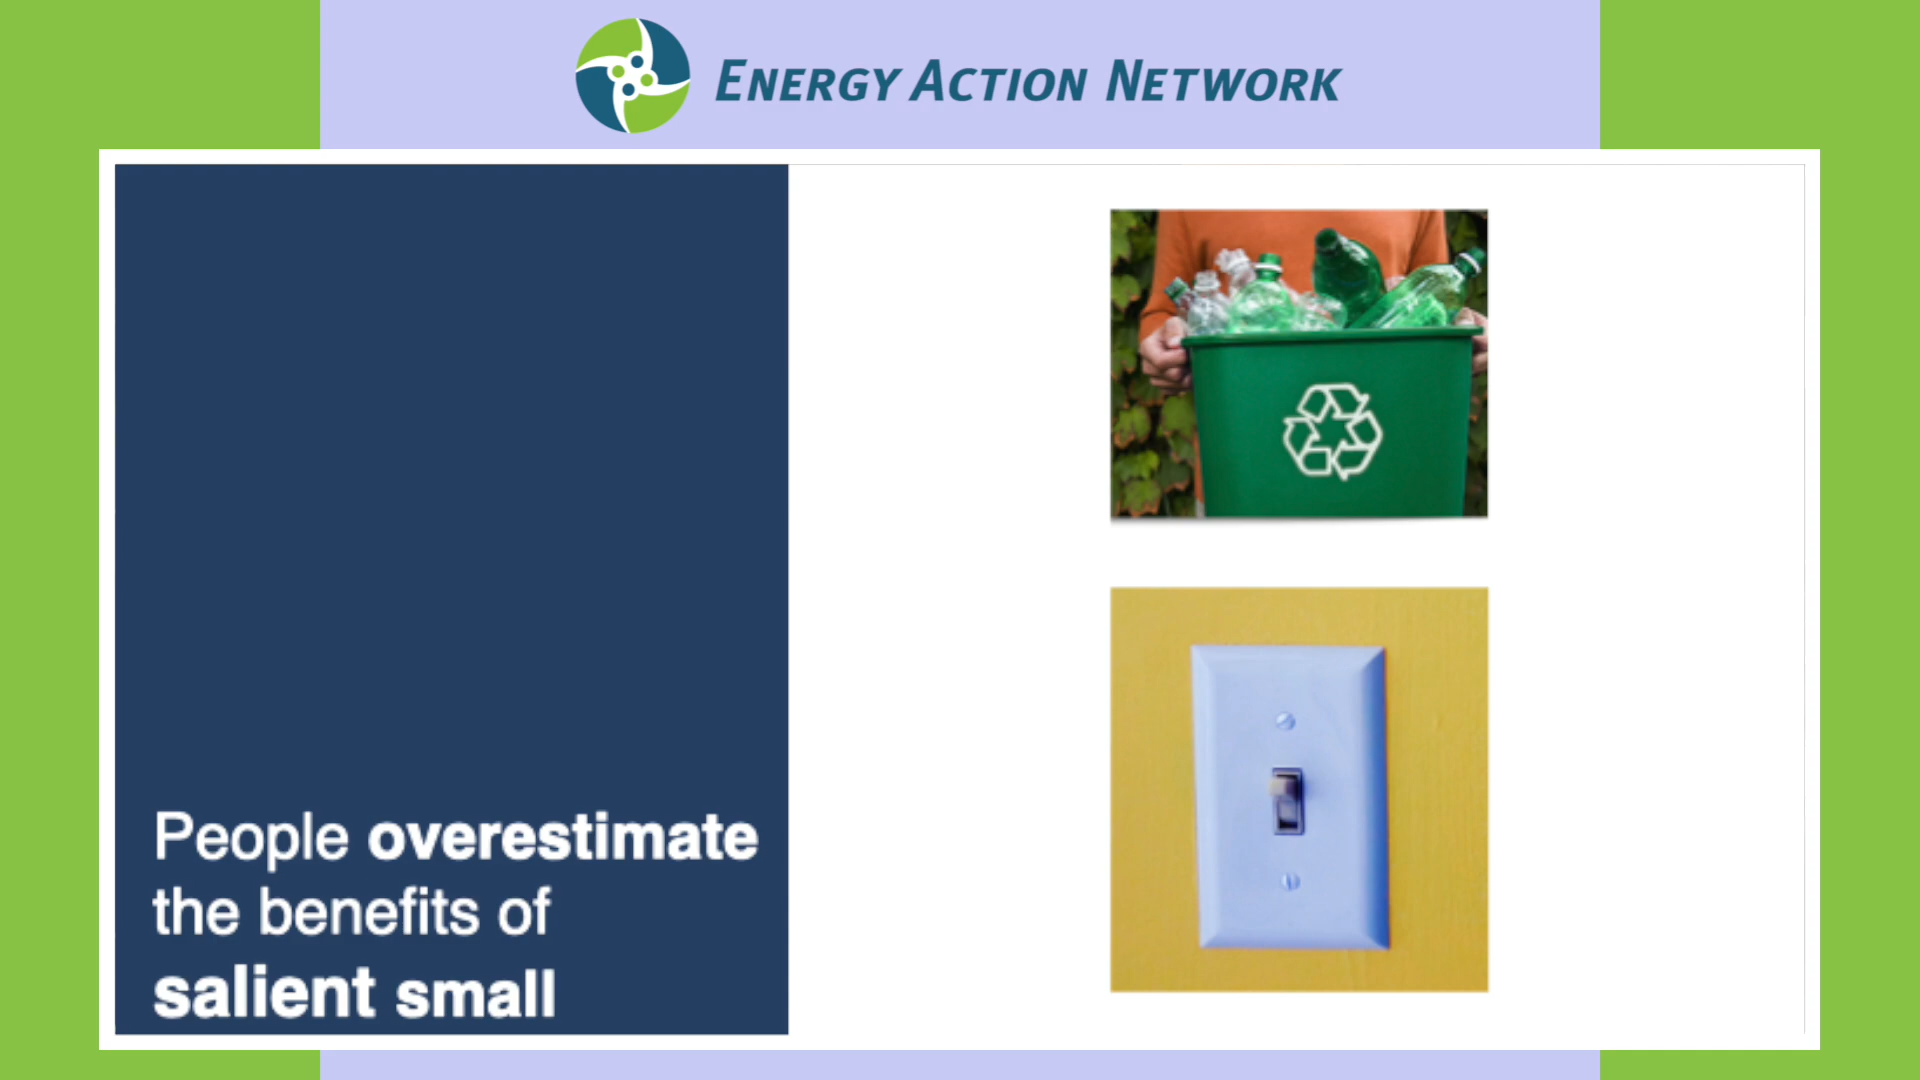 ENERGY ACTION NETWORK
People overestimate
the benefits of
salient small